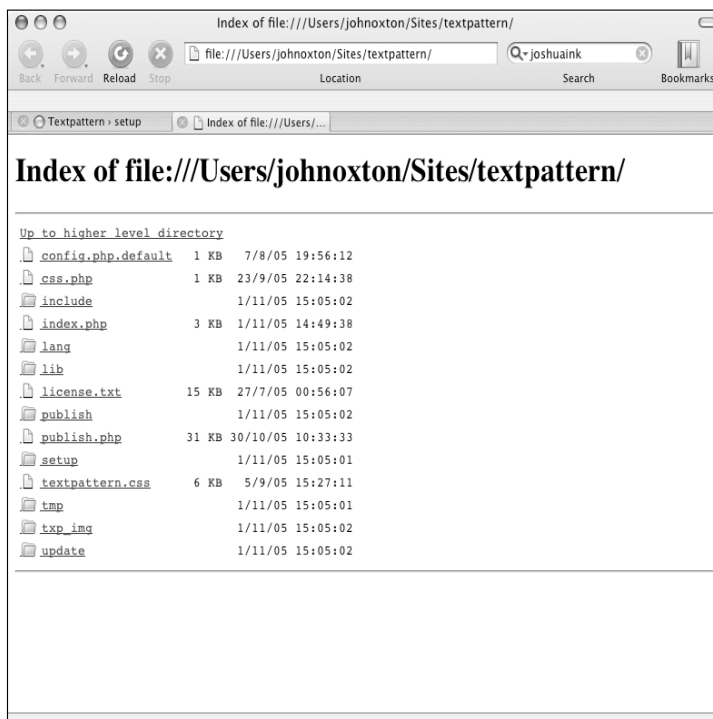 Index of file:///Users/johnoxton/Sites/textpattern/
file:///Users/johnoxton/Sites/textpattern/ joshuaink
Back Forward Reload Stop Location Search Bookmarks
Textpattern › setup Index of file:///Users/...
Index of file:///Users/johnoxton/Sites/textpattern/
Up to higher level directory
config.php.default 1 KB 7/8/05 19:56:12
css.php 1 KB 23/9/05 22:14:38
include 1/11/05 15:05:02
index.php 3 KB 1/11/05 14:49:38
lang 1/11/05 15:05:02
lib 1/11/05 15:05:02
license.txt 15 KB 27/7/05 00:56:07
publish 1/11/05 15:05:02
publish.php 31 KB 30/10/05 10:33:33
setup 1/11/05 15:05:01
textpattern.css 6 KB 5/9/05 15:27:11
tmp 1/11/05 15:05:01
txp_img 1/11/05 15:05:02
update 1/11/05 15:05:02